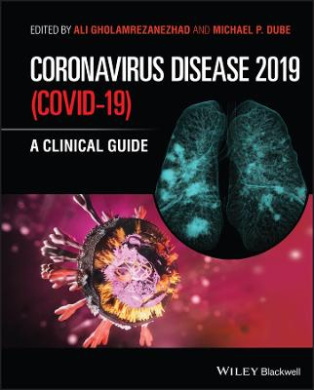 EDITED BY ALI GHOLAMREZANEZHAD AND MICHAEL P. DUBE
CORONAVIRUS DISEASE 2019
(COVID-19)
A CLINICAL GUIDE
WILEY Blackwell